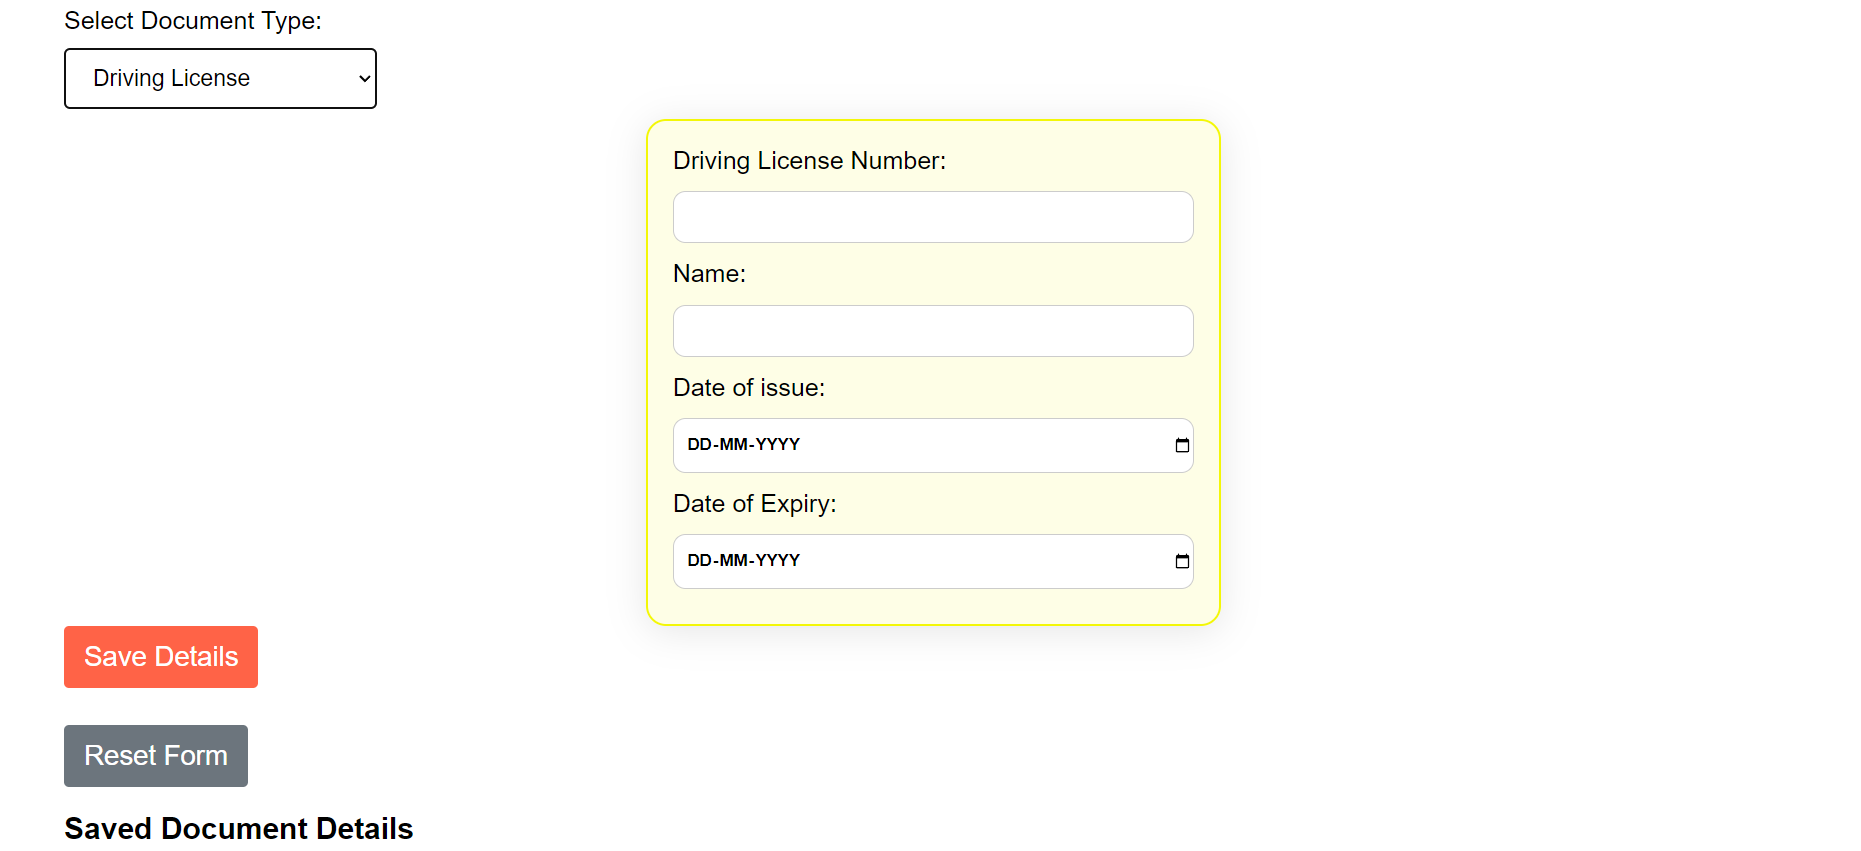 Select Document Type:
Driving License
Driving License Number:
Name:
Date of issue:
DD-MM-YYYY
Date of Expiry:
DD-MM-YYYY
Save Details
Reset Form
Saved Document Details